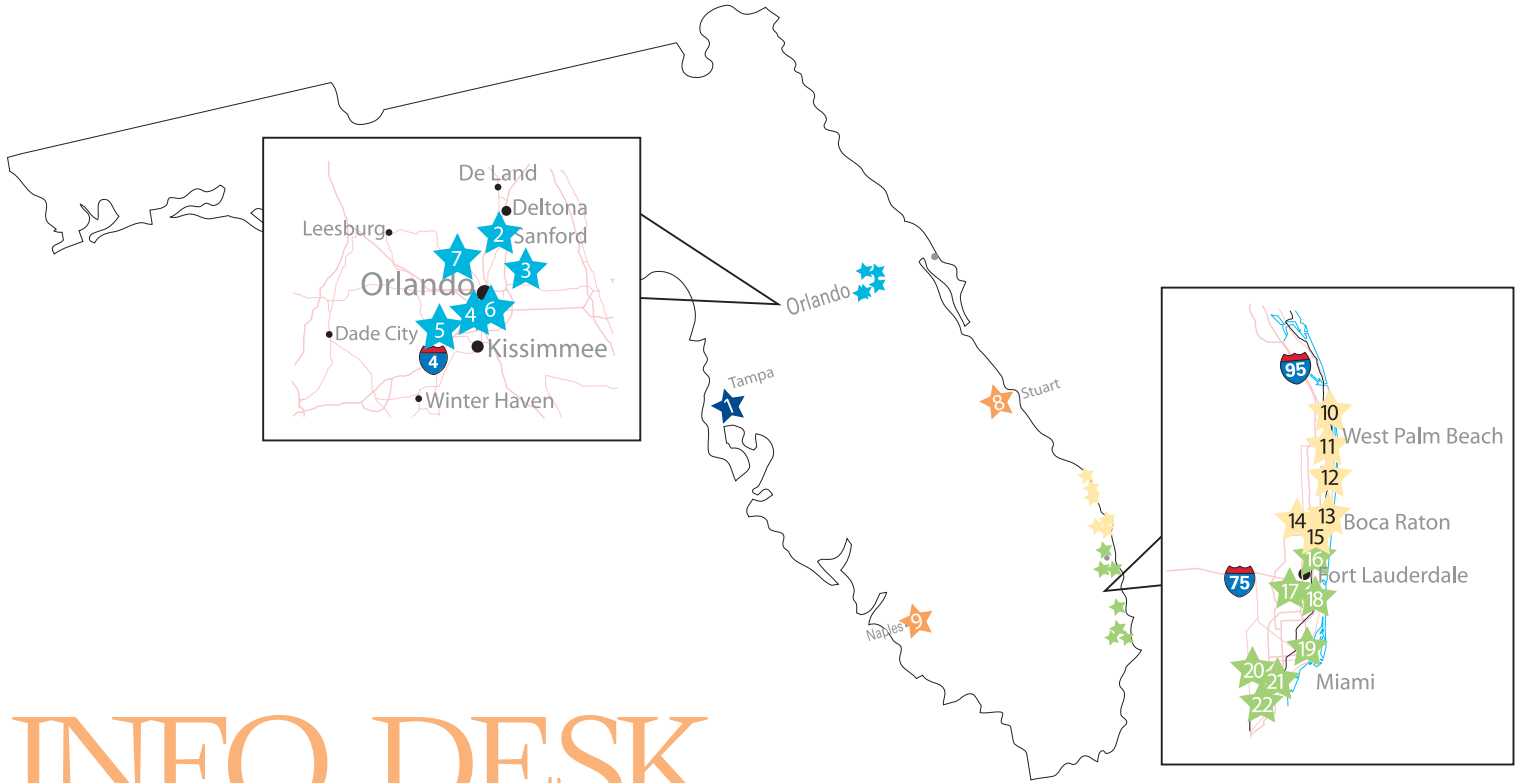 De Land
Deltona
2
Sanford
Leesburg
7
3
Orlando
4
6
5
Dade City
Kissimmee
4
Winter Haven
Orlando
Tampa
1
8
Stuart
Naples
9
95
10
West Palm Beach
11
12
14
13
Boca Raton
15
16
75
Fort Lauderdale
17
18
19
20
21
Miami
22
INFO DESK